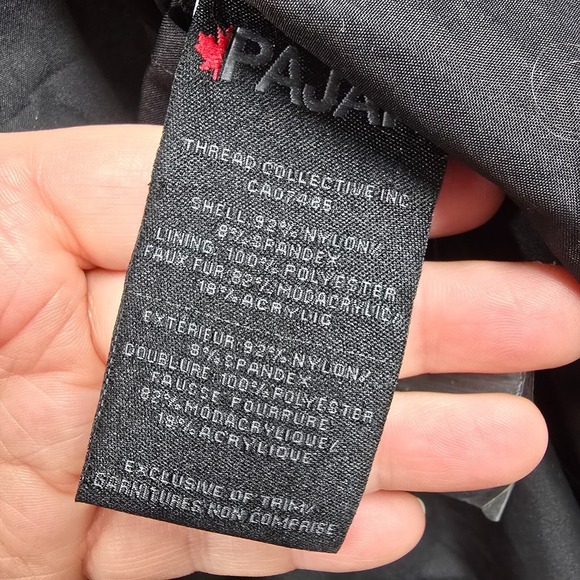 PAJAR
THREAD COLLECTIVE INC.
CA07465
SHELL, 92% NYLON/
8% SPANDEX
LINING, 100% POLYESTER
FAUX FUR, 82% MODACRYLIC/
18% ACRYLIC
EXTÉRIEUR, 92% NYLON/
8% SPANDEX
DOUBLURE, 100% POLYESTER
FAUSSE FOURRURE
82% MODACRYLIQUE/
18% ACRYLIQUE
EXCLUSIVE OF TRIM/
GARNITURES NON COMPRISE